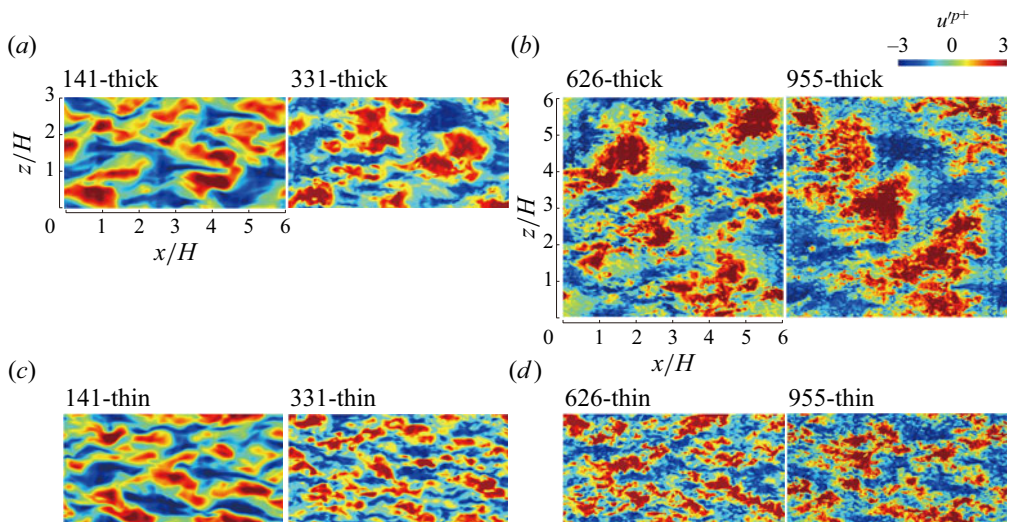 u′p+
(a) (b) −3 0 3
141-thick 331-thick 626-thick 955-thick
3 6
2 5
z/H 4
1 z/H 3
0 2
1 2 3 4 5 6 1
x/H
0 1 2 3 4 5 6
x/H
(c) (d)
141-thin 331-thin 626-thin 955-thin